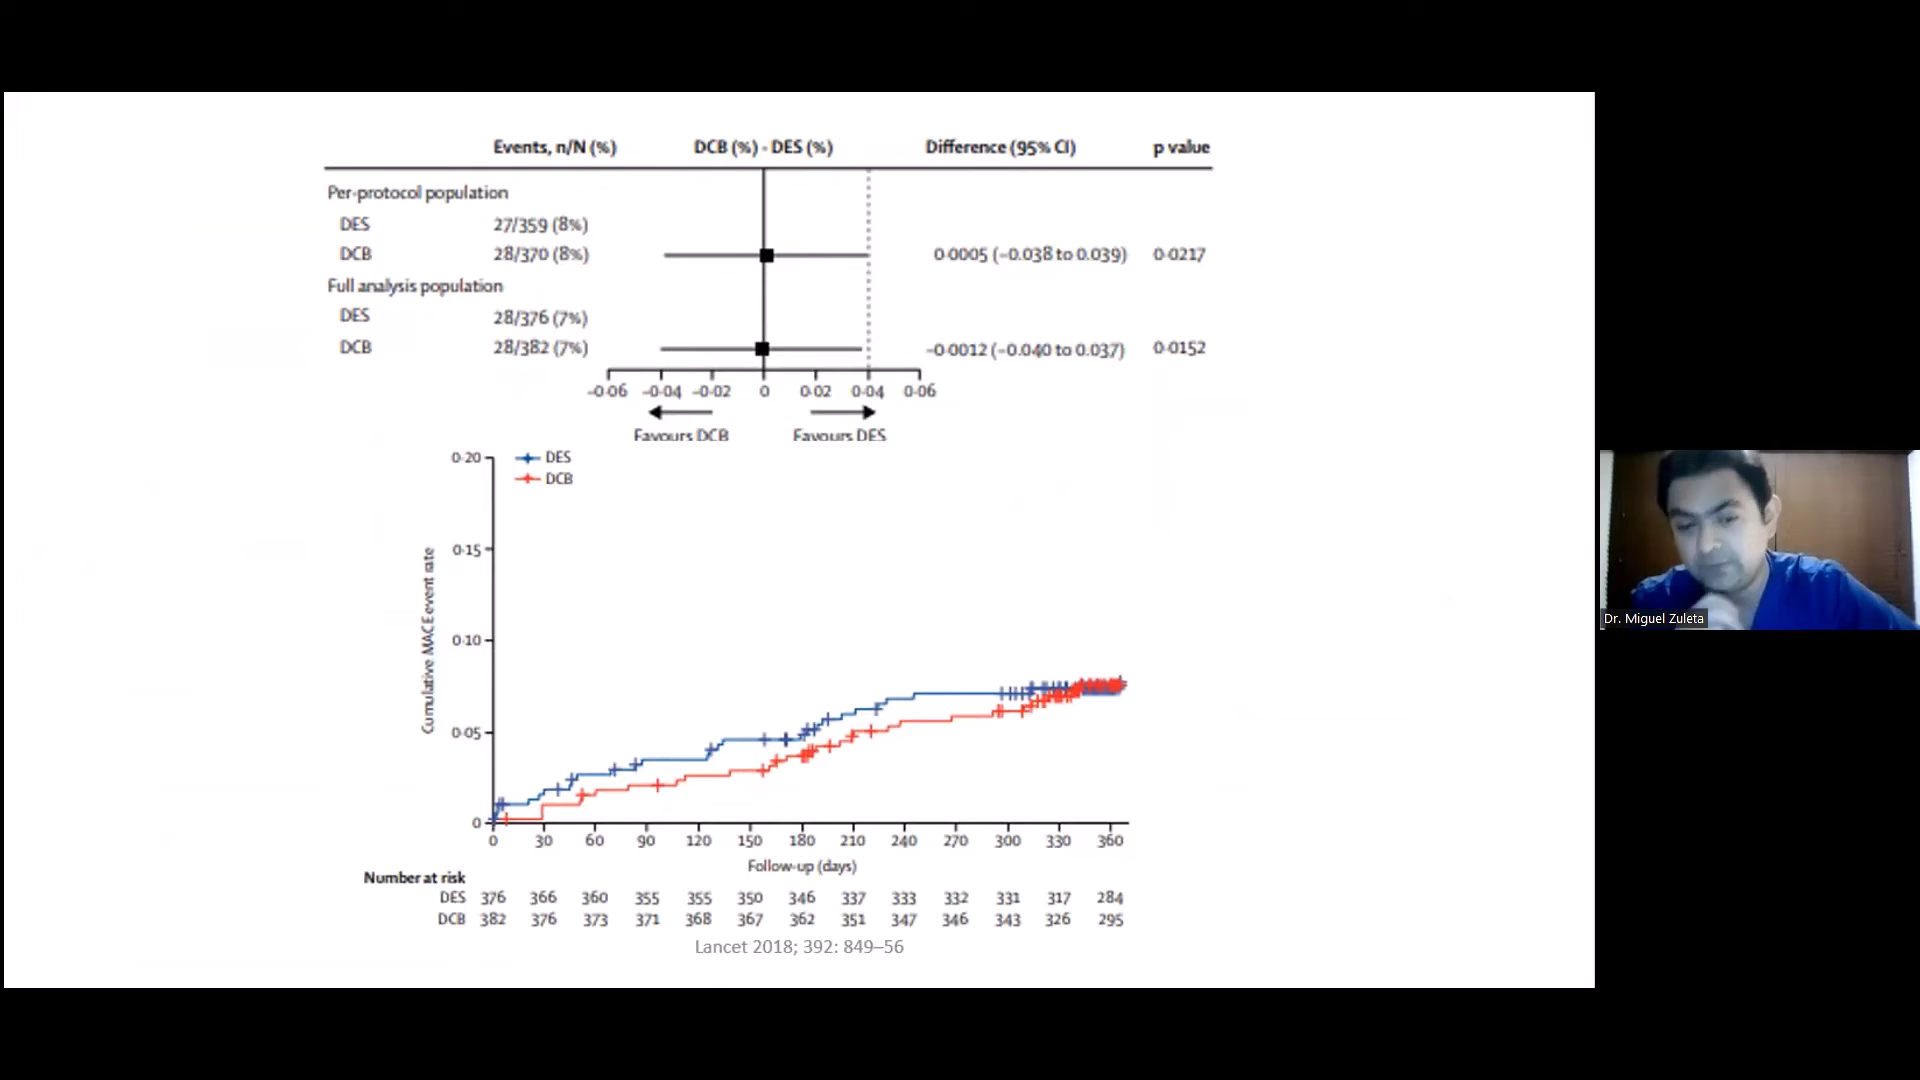 Events, n/N (%) DCB (%) - DES (%) Difference (95% CI) p value
Per-protocol population
DES 27/359 (8%)
DCB 28/370 (8%) 0·0005 (−0.038 to 0.039) 0·0217
Full analysis population
DES 28/376 (7%)
DCB 28/382 (7%) −0·0012 (−0.040 to 0.037) 0·0152
−0·06 −0·04 −0·02 0 0·02 0·04 0·06
Favours DCB Favours DES
DES
DCB
Cumulative MACE event rate
0·20
0·15
0·10
0·05
0
0 30 60 90 120 150 180 210 240 270 300 330 360
Follow-up (days)
Number at risk
DES 376 366 360 355 355 350 346 337 333 332 331 317 284
DCB 382 376 373 371 368 367 362 351 347 346 343 326 295
Lancet 2018; 392: 849–56
Dr. Miguel Zuleta